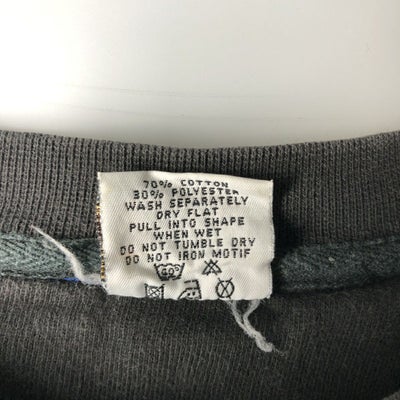 70% COTTON
30% POLYESTER
WASH SEPARATELY
DRY FLAT
PULL INTO SHAPE
WHEN WET
DO NOT TUMBLE DRY
DO NOT IRON MOTIF
40